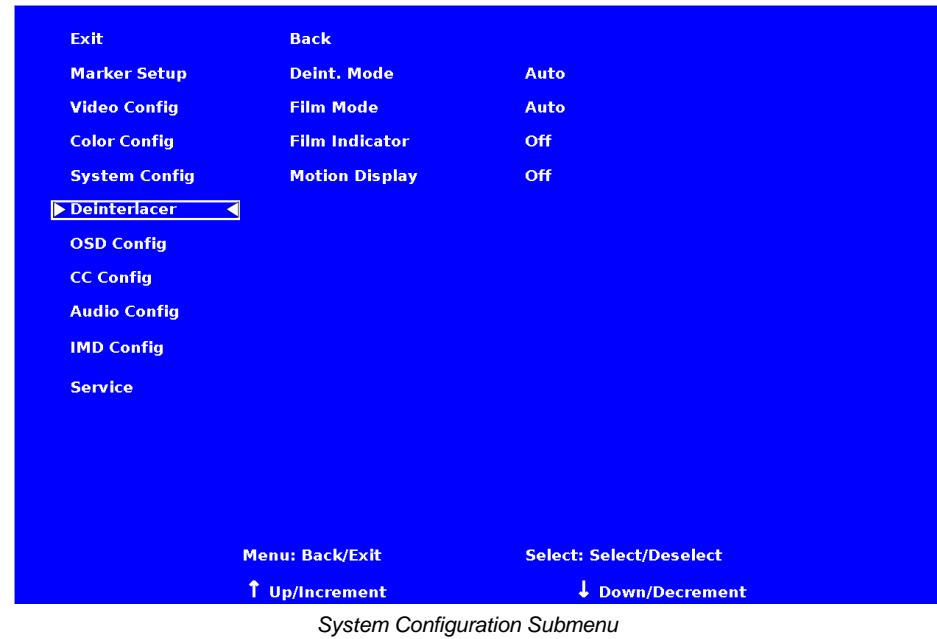 Exit Back
Marker Setup Deint. Mode Auto
Video Config Film Mode Auto
Color Config Film Indicator Off
System Config Motion Display Off
Deinterlacer
OSD Config
CC Config
Audio Config
IMD Config
Service
Menu: Back/Exit Select: Select/Deselect
↑ Up/Increment ↓ Down/Decrement
System Configuration Submenu